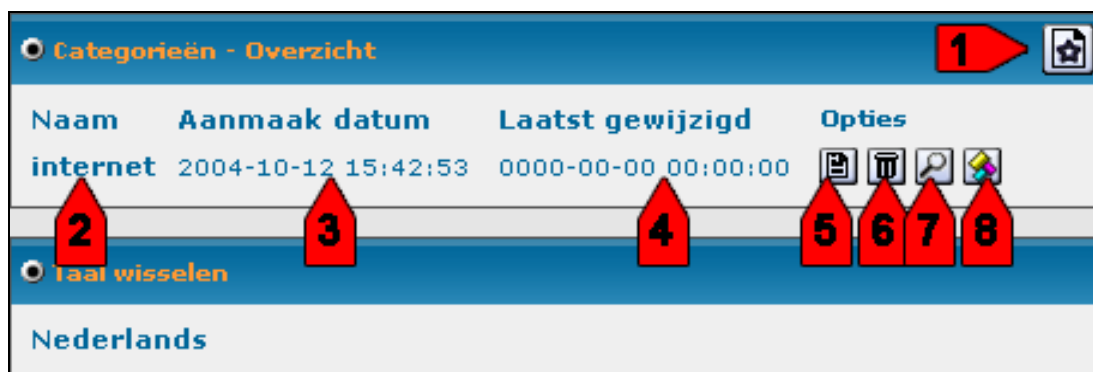 Categorieën - Overzicht 1
Naam Aanmaak datum Laatst gewijzigd Opties
internet 2004-10-12 15:42:53 0000-00-00 00:00:00
2 3 4 5 6 7 8
Taal wisselen
Nederlands